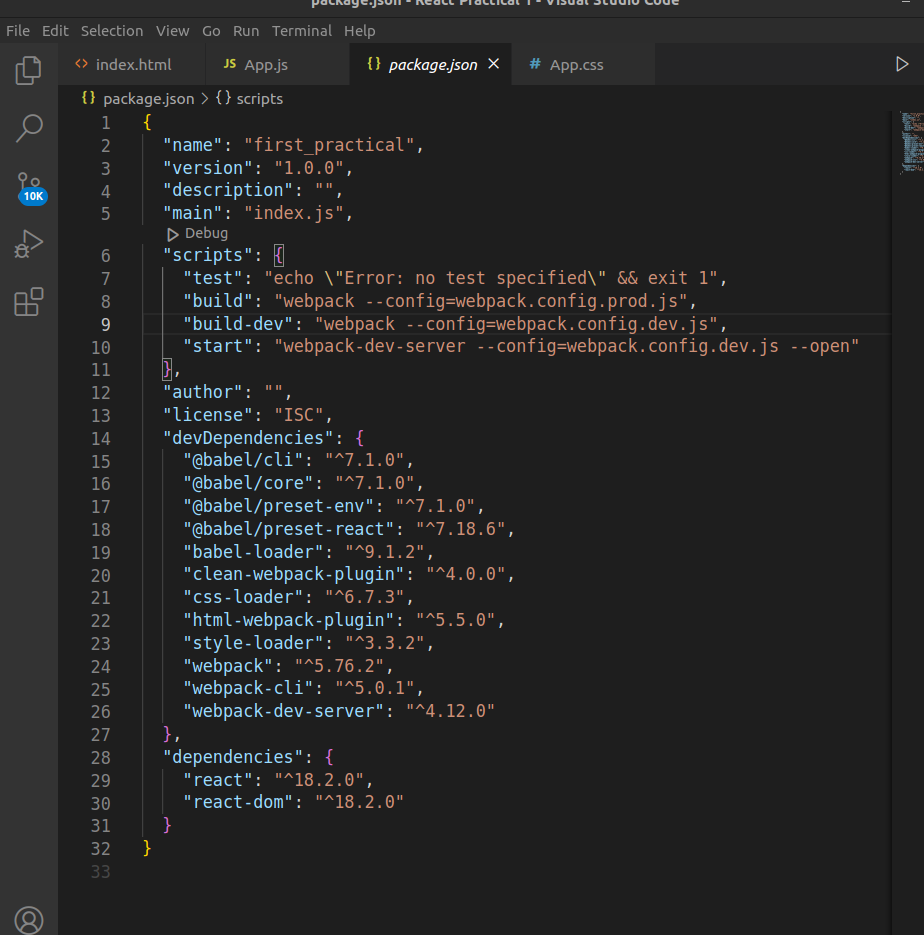 package.json - React Practical 1 - Visual Studio Code
File Edit Selection View Go Run Terminal Help
<> index.html JS App.js {} package.json × # App.css
{} package.json > {} scripts
10K
1 {
2 "name": "first_practical",
3 "version": "1.0.0",
4 "description": "",
5 "main": "index.js",
Debug
6 "scripts": {
7 "test": "echo \"Error: no test specified\" && exit 1",
8 "build": "webpack --config=webpack.config.prod.js",
9 "build-dev": "webpack --config=webpack.config.dev.js",
10 "start": "webpack-dev-server --config=webpack.config.dev.js --open"
11 },
12 "author": "",
13 "license": "ISC",
14 "devDependencies": {
15 "@babel/cli": "^7.1.0",
16 "@babel/core": "^7.1.0",
17 "@babel/preset-env": "^7.1.0",
18 "@babel/preset-react": "^7.18.6",
19 "babel-loader": "^9.1.2",
20 "clean-webpack-plugin": "^4.0.0",
21 "css-loader": "^6.7.3",
22 "html-webpack-plugin": "^5.5.0",
23 "style-loader": "^3.3.2",
24 "webpack": "^5.76.2",
25 "webpack-cli": "^5.0.1",
26 "webpack-dev-server": "^4.12.0"
27 },
28 "dependencies": {
29 "react": "^18.2.0",
30 "react-dom": "^18.2.0"
31 }
32 }
33